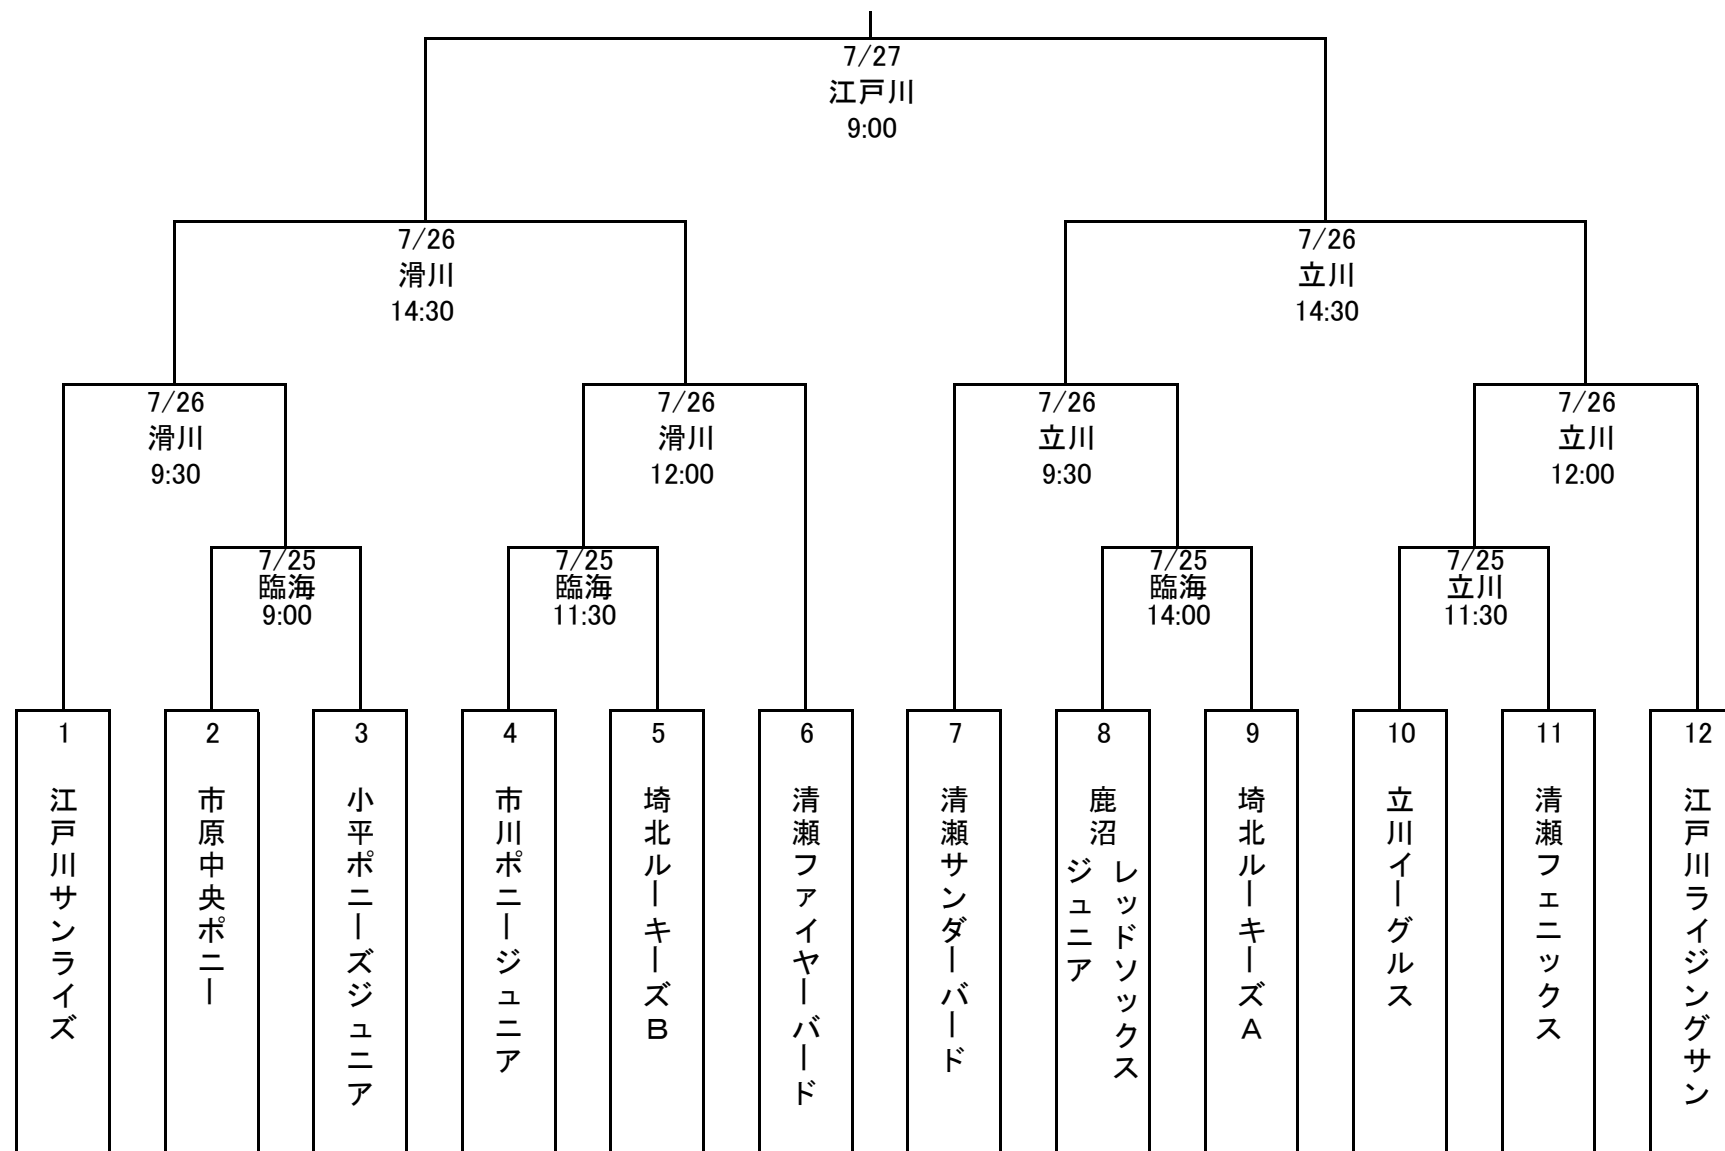 7/27
江戸川
9:00
7/26
滑川
14:30
7/26
立川
14:30
7/26
滑川
9:30
7/26
滑川
12:00
7/26
立川
9:30
7/26
立川
12:00
7/25
臨海
9:00
7/25
臨海
11:30
7/25
臨海
14:00
7/25
立川
11:30
1
江戸川サンライズ
2
市原中央ポニー
3
小平ポニーズジュニア
4
市川ポニージュニア
5
埼北ルーキーズB
6
清瀬ファイヤーバード
7
清瀬サンダーバード
8
鹿沼
レッドソックス
ジュニア
9
埼北ルーキーズA
10
立川イーグルス
11
清瀬フェニックス
12
江戸川ライジングサン